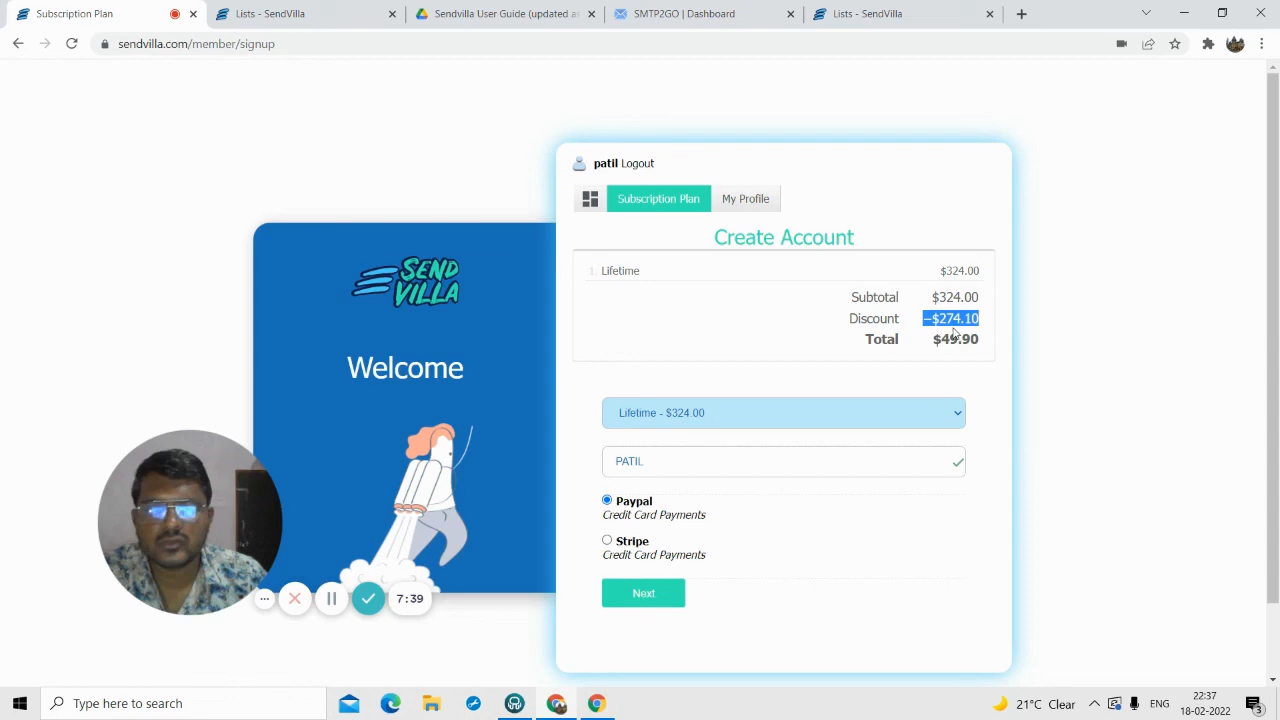 Subscription Plan
Lists - SendVilla
Sendvilla User Guide (updated as
SMTP2GO | Dashboard
Lists - SendVilla
sendvilla.com/member/signup
patil Logout
Subscription Plan
My Profile
Create Account
1. Lifetime $324.00
Subtotal $324.00
Discount −$274.10
Total $49.90
SEND
VILLA
Welcome
Lifetime - $324.00
PATIL
Paypal
Credit Card Payments
Stripe
Credit Card Payments
Next
7:39
Type here to search
21°C Clear
ENG
22:37
18-02-2022
3